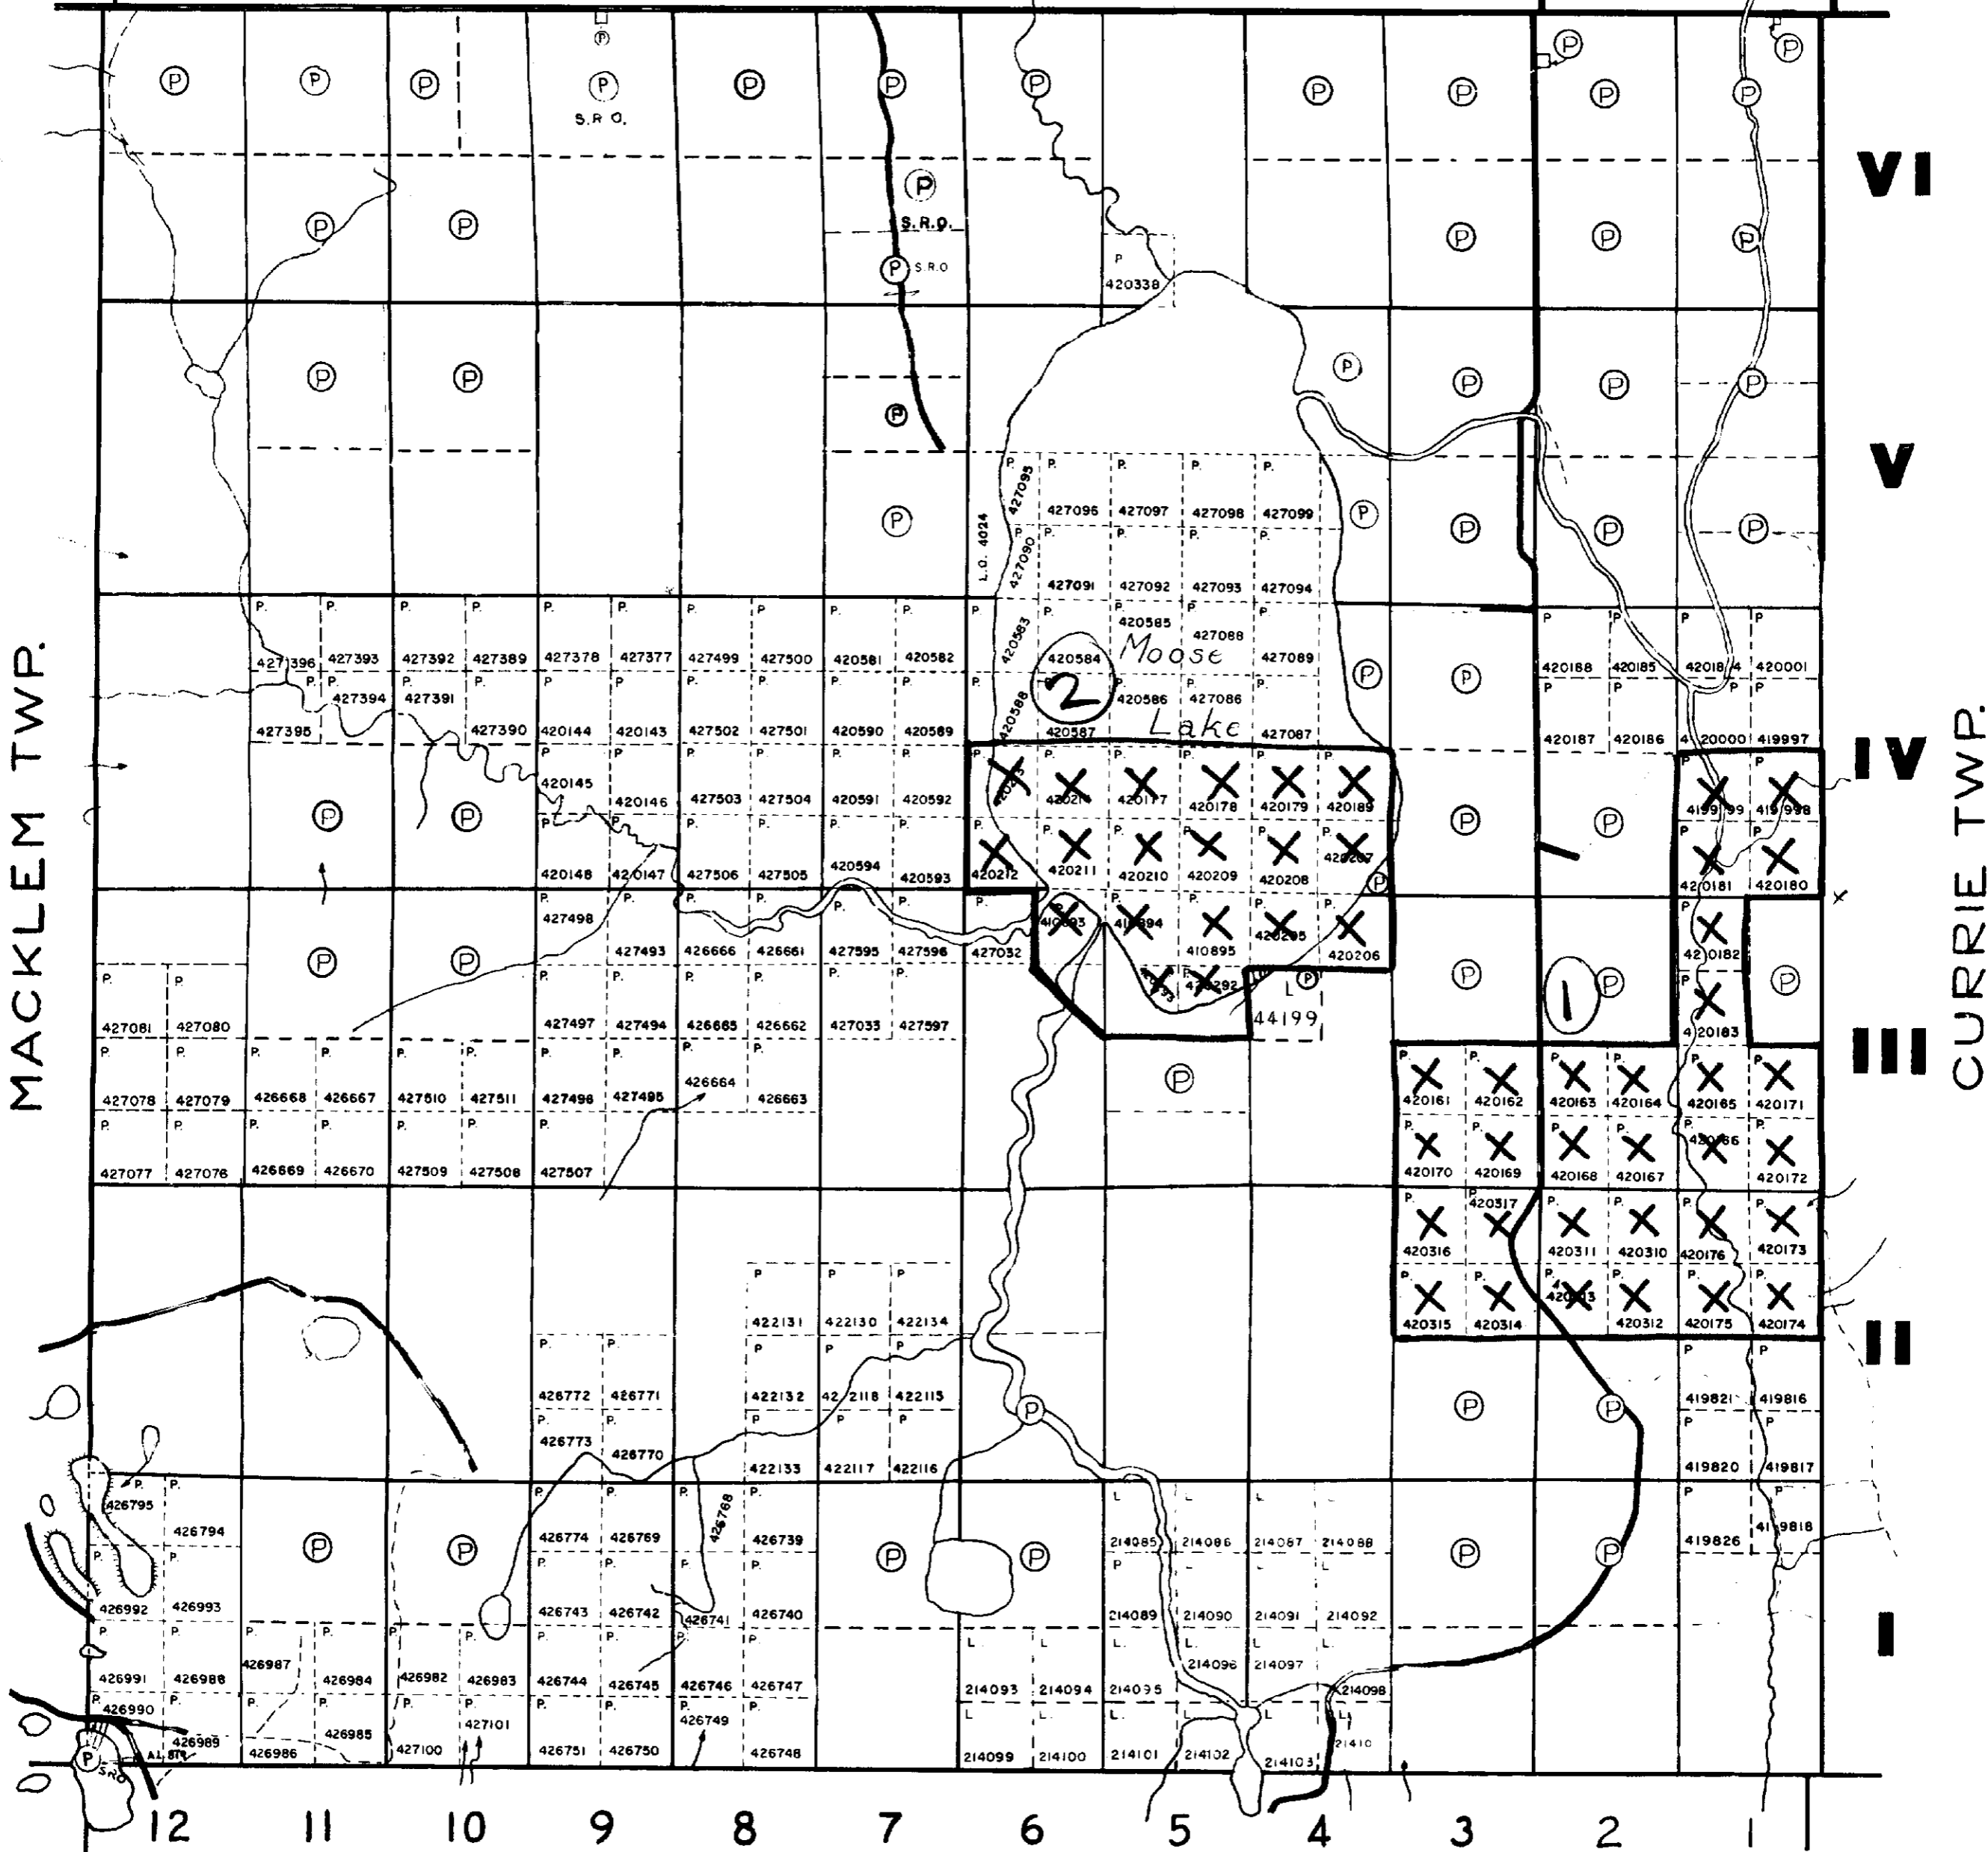 P P P P P P P P P P P P P P
S.R.O.
VI
P
S.R.O.
P P P P P
P S.R.O
P
420338
P P P P P P
P
V
P. P. P. P. P.
427095 427096 427097 427098 427099
P P P P P
L.O. 4024
P. P. P. P. P.
427090 427091 427092 427093 427094
P. P. P. P. P. P. P. P. P. P. P. P. P. P P P P P
420585
427088
427396 427393 427392 427389 427378 427377 427499 427500 420581 420582 420583 420584 Moose 427089 P P 420188 420185 420184 420001
2
427394 427391
420586 427086
427395 427390 420144 420143 427502 427501 420590 420589 420588 420587 Lake 427087 420187 420186 420000 419997
MACKLEM TWP.
IV
CURRIE TWP.
420145 420146 427503 427504 420591 420592 420177 420178 420179 420189 419998
P P P P
420148 420147 427506 427505 420594 420593 420212 420211 420210 420209 420208 420207 420181 420180
P
427498
427493 426666 426661 427595 427596 427032 410895 420206 420182
P P P 1 P P
427081 427080 427497 427494 426665 426662 427033 427597 L 44199 420183
P
III
427078 427079 426668 426667 427510 427511 427496 427495 426664 426663 P 420161 420162 420163 420164 420165 420171
427077 427076 426669 426670 427509 427508 427507 420170 420169 420168 420167 420166 420172
420317
420316 420311 420310 420176 420173
422131 422130 422134 420315 420314 420312 420175 420174
II
426772 426771 422132 422118 422115 P P P 419821 419816
426773 426770 422133 422117 422116 419820 419817
426795
426794 P P 426774 426769 426768 426739 P P 214085 214086 214087 214088 P P 419826 419818
426992 426993 426743 426742 426741 426740 214089 214090 214091 214092
I
426987
426991 426988 426984 426982 426983 426744 426745 426746 426747 214093 214094 214095 214096 214097 214098
426990
426989 426986 426985 427100 427101 426751 426750 426749 426748 214099 214100 214101 214102 214103
P
SRO
12 11 10 9 8 7 6 5 4 3 2 1